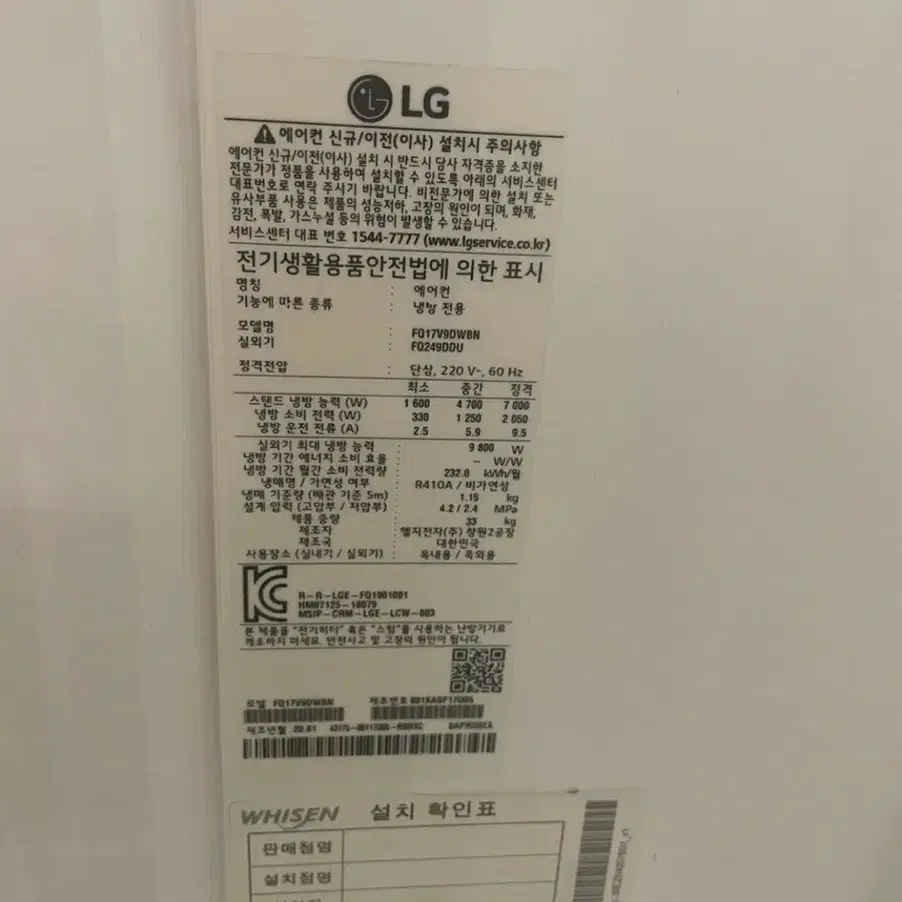 LG
에어컨 신규/이전(이사) 설치시 주의사항
에어컨 신규/이전(이사) 설치 시 반드시 당사 자격증을 소지한
전문가가 정품을 사용하여 설치할 수 있도록 아래의 서비스센터
대표번호로 연락 주시기 바랍니다. 비전문가에 의한 설치 또는
유사부품 사용은 제품의 성능저하, 고장의 원인이 되며, 화재,
감전, 폭발, 가스누설 등의 위험이 발생할 수 있습니다.
서비스센터 대표 번호 1544-7777 (www.lgservice.co.kr)
전기생활용품안전법에 의한 표시
명칭 : 에어컨
기능에 따른 종류 : 냉방 전용
모델명 : FQ17V9DWBN
실외기 : FQ249DDU
정격전압 : 단상, 220 V~, 60 Hz
최소 중간 정격
스탠드 냉방 능력 (W) 1 600 4 700 7 000
냉방 소비 전력 (W) 330 1 250 2 050
냉방 운전 전류 (A) 2.5 5.9 9.5
실외기 최대 냉방 능력 : 9 800 W
냉방 기간 에너지 소비 효율 : - W/W
냉방 기간 월간 소비 전력량 : 232.0 kWh/월
냉매명 / 가연성 여부 : R410A / 비가연성
냉매 기준량 (배관 기준 5m) : 1.15 kg
설계 압력 (고압부 / 저압부) : 4.2 / 2.4 MPa
제품 중량 : 33 kg
제조자 : 엘지전자(주) 창원2공장
제조국 : 대한민국
사용장소 (실내기 / 실외기) : 옥내용 / 옥외용
R-R-LGE-FQ1901001
HM07125-18079
MSIP-CRM-LGE-LCW-003
본 제품을 "전기히터" 혹은 "스팀"를 사용하는 난방기기로
개조하지 마세요. 안전사고 및 고장의 원인이 됩니다.
모델 FQ17V9DWBN 제조번호
제조년월 : 20.01
WHISEN 설치 확인표
판매점명
설치점명